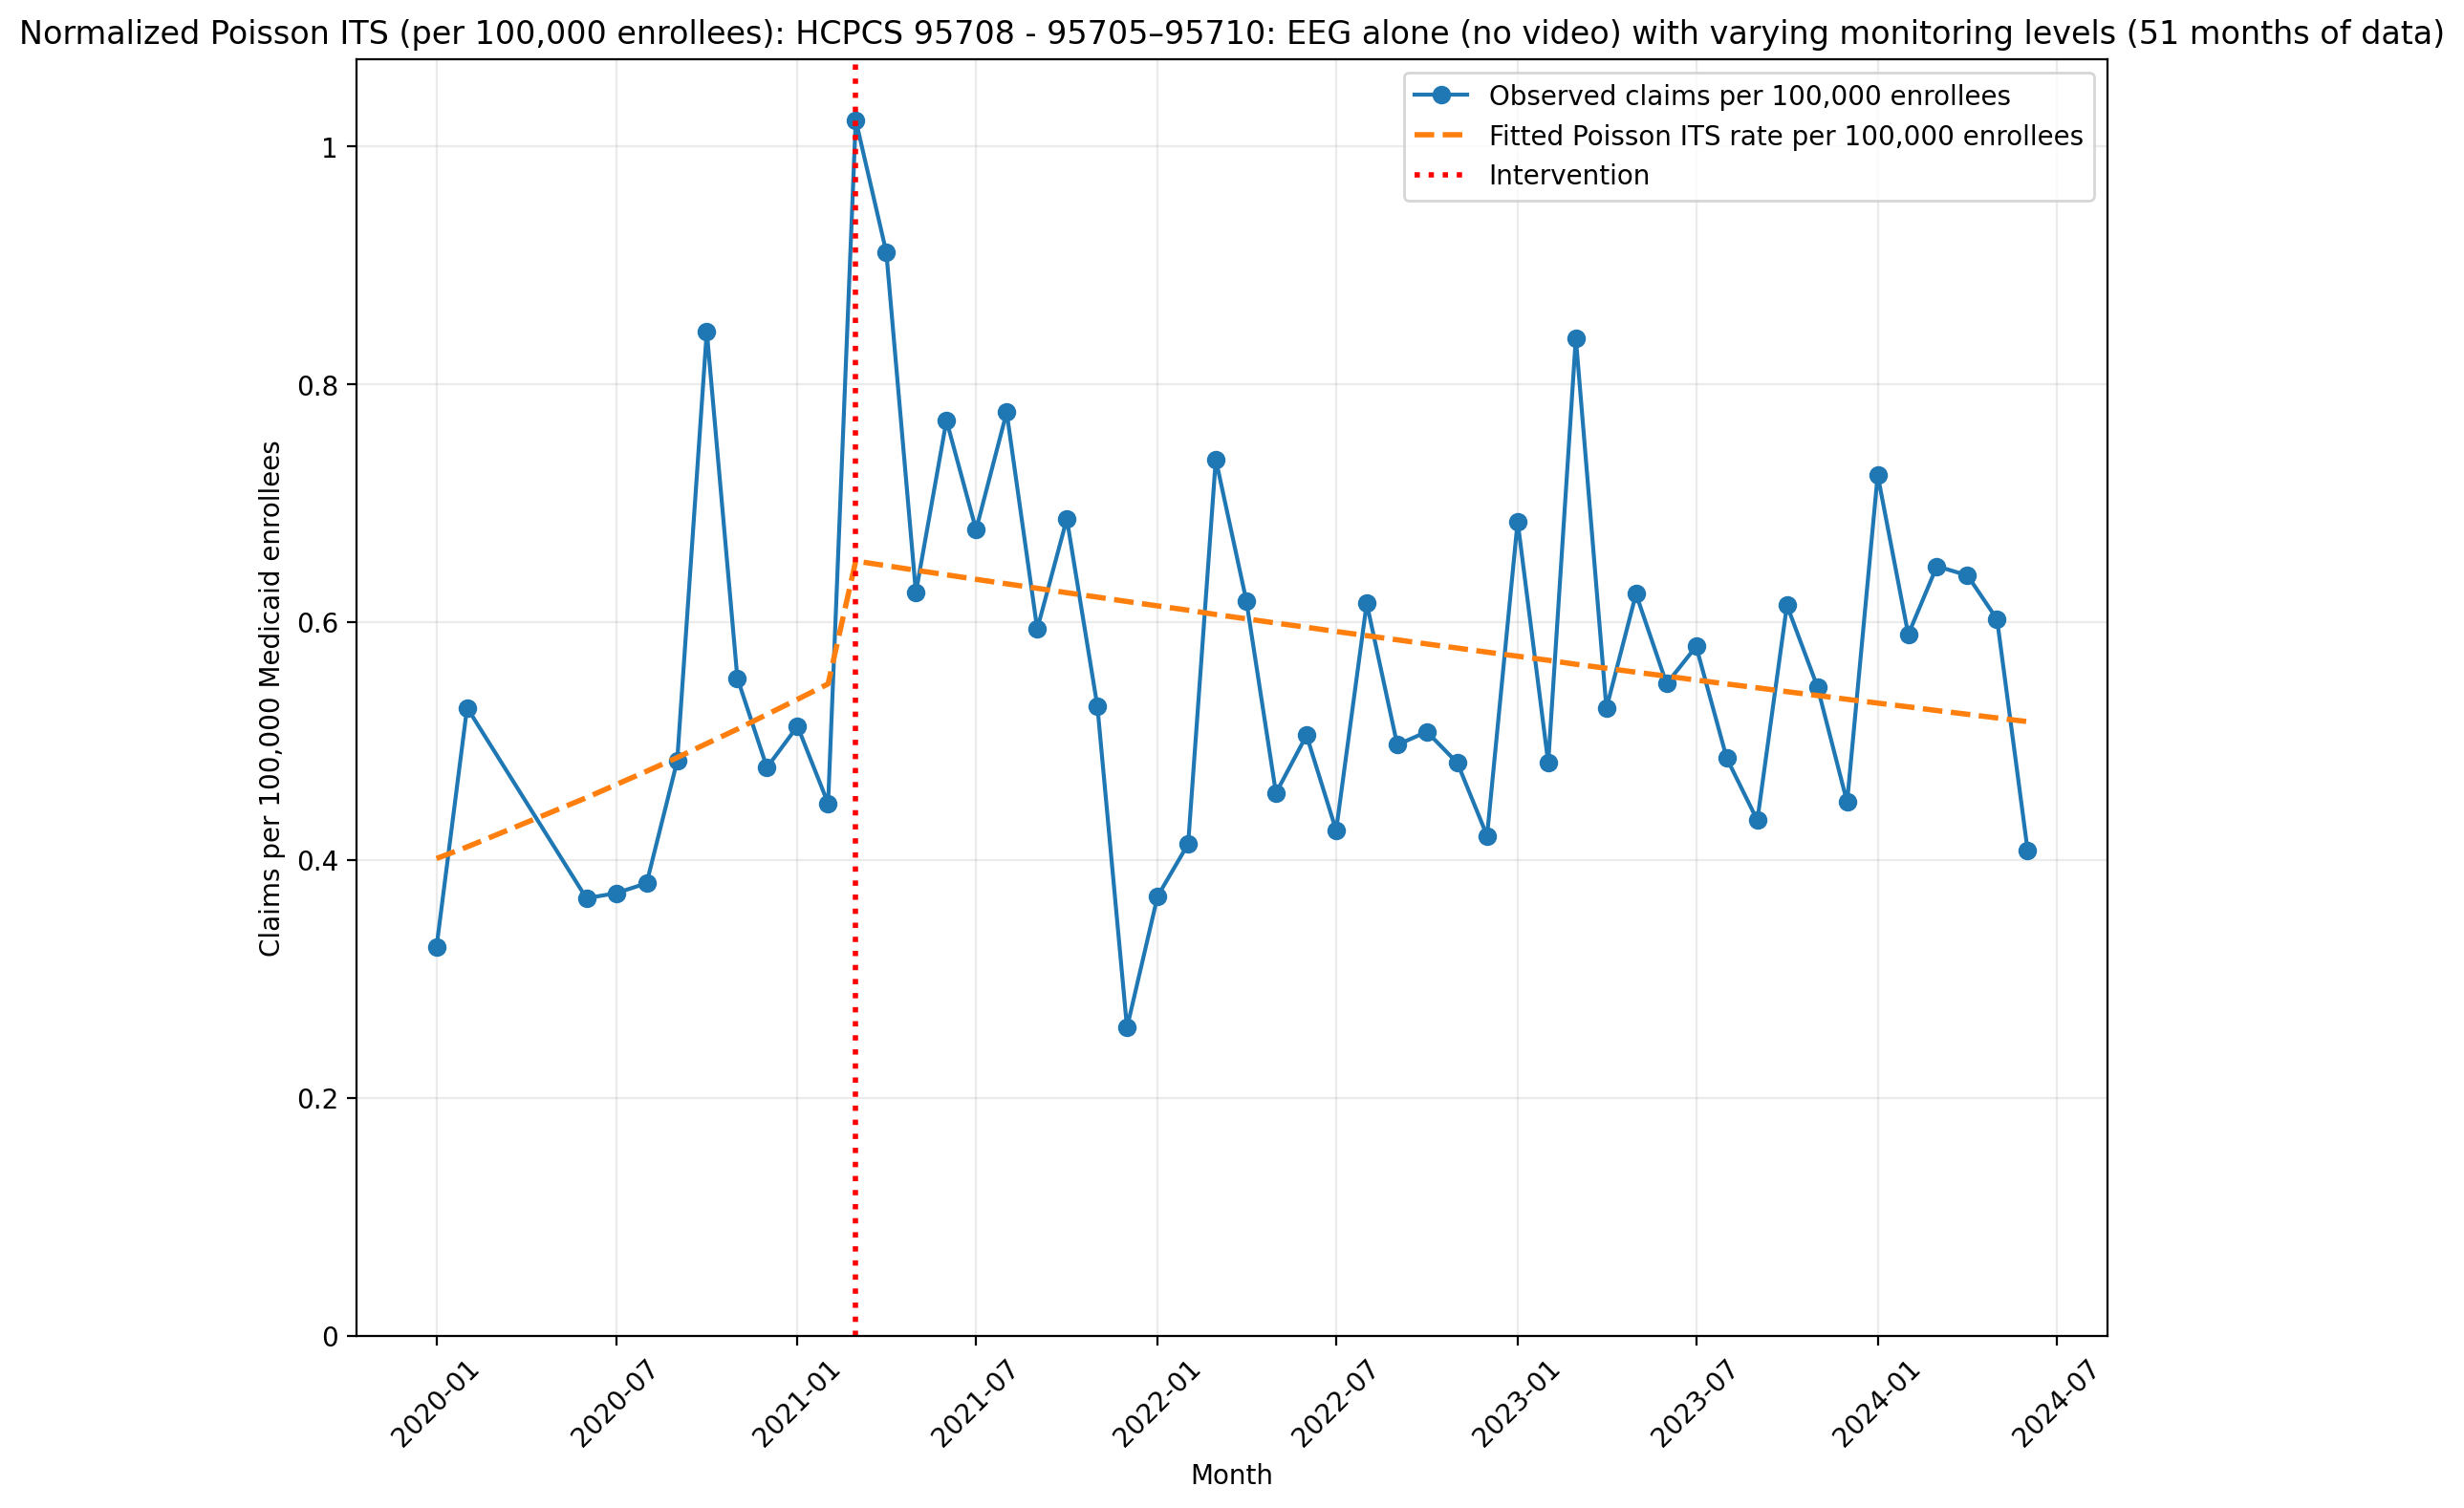 Normalized Poisson ITS (per 100,000 enrollees): HCPCS 95708 - 95705–95710: EEG alone (no video) with varying monitoring levels (51 months of data)
Observed claims per 100,000 enrollees
Fitted Poisson ITS rate per 100,000 enrollees
Intervention
Claims per 100,000 Medicaid enrollees
1
0.8
0.6
0.4
0.2
0
2020-01
2020-07
2021-01
2021-07
2022-01
2022-07
2023-01
2023-07
2024-01
2024-07
Month